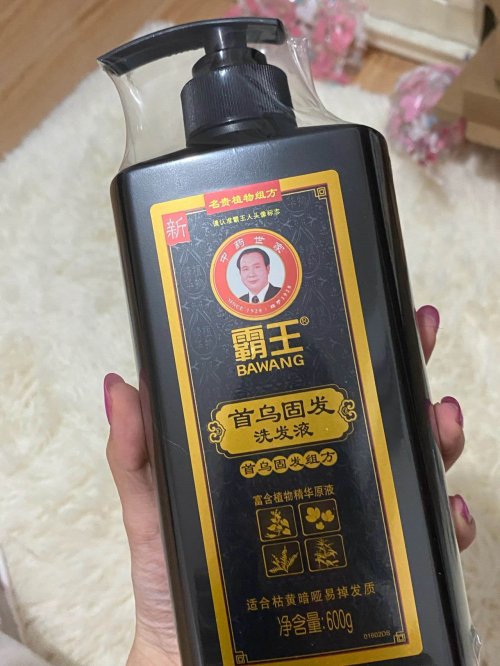 名贵植物组方
新
请认准霸王人头像标志
中药世家
SINCE 1929
霸王®
BAWANG
首乌固发
洗发液
首乌固发组方
富含植物精华原液
适合枯黄暗哑易掉发质
净含量:600g
01602DS